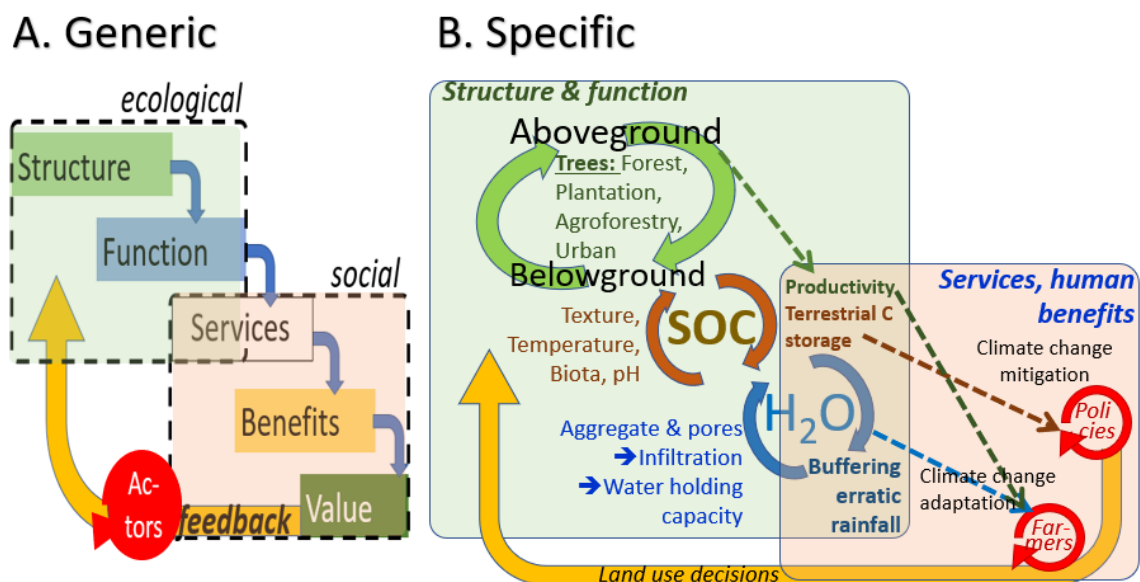 A. Generic
ecological
Structure
Function
social
Services
Benefits
Value
Ac-
tors
feedback
B. Specific
Structure & function
Aboveground
Trees: Forest,
Plantation,
Agroforestry,
Urban
Belowground
Texture,
Temperature,
Biota, pH
SOC
Aggregate & pores
➔Infiltration
➔Water holding
capacity
H₂O
Productivity
Terrestrial C
storage
Buffering
erratic
rainfall
Services, human
benefits
Climate change
mitigation
Poli
cies
Climate change
adaptation
Far-
mers
Land use decisions